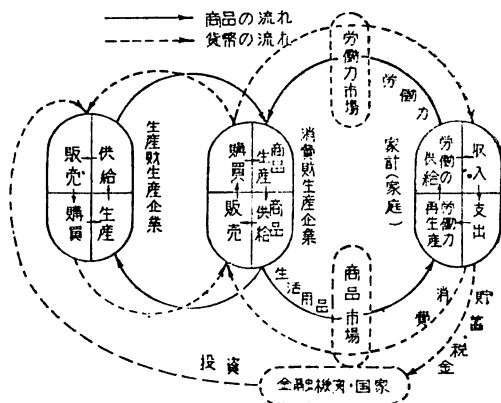 商品の流れ
貨幣の流れ
労働力市場
労働力
生産財生産企業
販売
供給
購買
生産
消費財生産企業
購買
商品生産
販売
商品供給
家計(家庭)
労働の供給
収入
労働力再生産
支出
生活用品
商品市場
消費
貯蓄・税金
投資
金融機関・国家